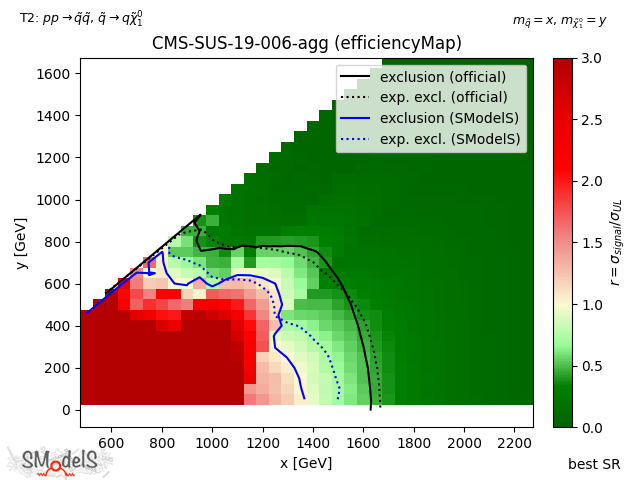 T2: pp → q̃q̃, q̃ → qχ̃₁⁰
m_q̃ = x, m_χ̃₁⁰ = y
CMS-SUS-19-006-agg (efficiencyMap)
exclusion (official)
exp. excl. (official)
exclusion (SModelS)
exp. excl. (SModelS)
y [GeV]
1600
1400
1200
1000
800
600
400
200
0
600 800 1000 1200 1400 1600 1800 2000 2200
x [GeV]
3.0
2.5
2.0
1.5
1.0
0.5
0.0
r = σ_signal/σ_UL
best SR
SModelS